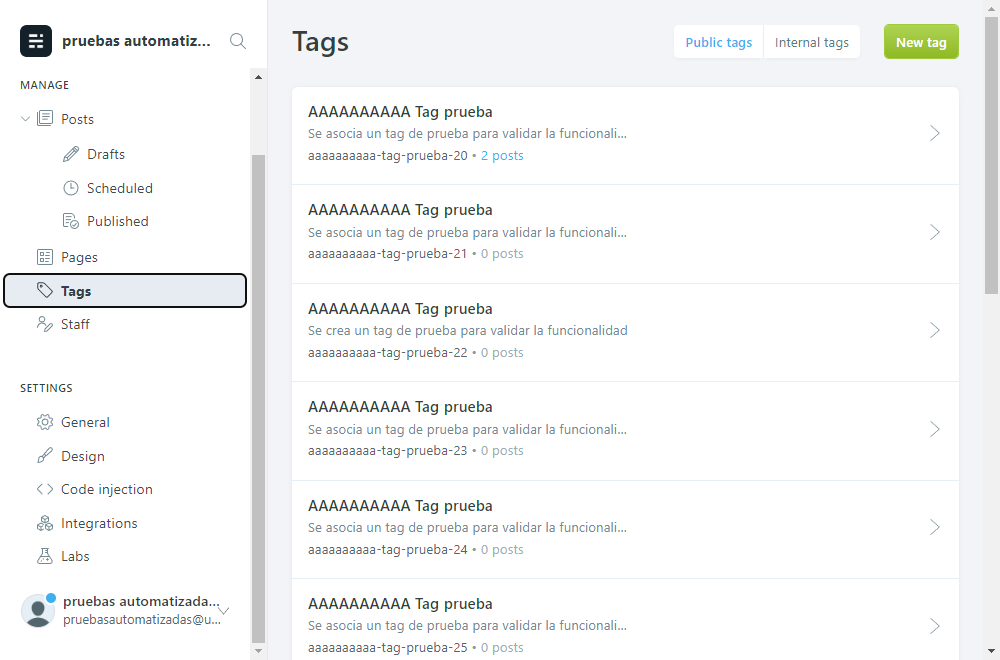 pruebas automatiz...
MANAGE
Posts
Drafts
Scheduled
Published
Pages
Tags
Staff
SETTINGS
General
Design
Code injection
Integrations
Labs
pruebas automatizada...
pruebasautomatizadas@u...
Tags
Public tags
Internal tags
New tag
AAAAAAAAAA Tag prueba
Se asocia un tag de prueba para validar la funcionali...
aaaaaaaaaa-tag-prueba-20 • 2 posts
AAAAAAAAAA Tag prueba
Se asocia un tag de prueba para validar la funcionali...
aaaaaaaaaa-tag-prueba-21 • 0 posts
AAAAAAAAAA Tag prueba
Se crea un tag de prueba para validar la funcionalidad
aaaaaaaaaa-tag-prueba-22 • 0 posts
AAAAAAAAAA Tag prueba
Se asocia un tag de prueba para validar la funcionali...
aaaaaaaaaa-tag-prueba-23 • 0 posts
AAAAAAAAAA Tag prueba
Se asocia un tag de prueba para validar la funcionali...
aaaaaaaaaa-tag-prueba-24 • 0 posts
AAAAAAAAAA Tag prueba
Se asocia un tag de prueba para validar la funcionali...
aaaaaaaaaa-tag-prueba-25 • 0 posts